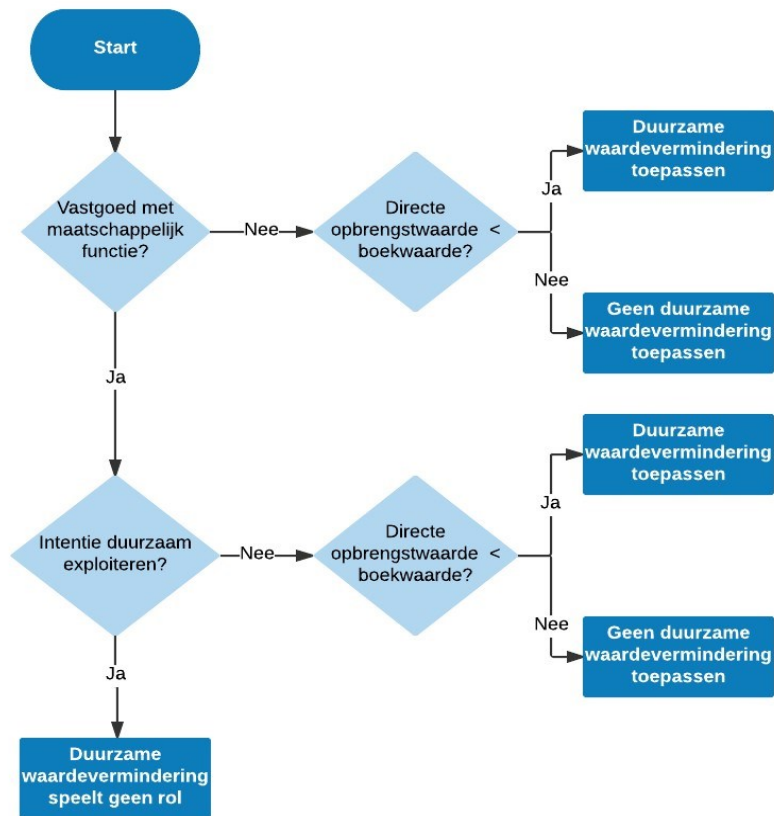 Start
Vastgoed met
maatschappelijk
functie?
Nee
Directe
opbrengstwaarde <
boekwaarde?
Ja
Duurzame
waardevermindering
toepassen
Nee
Geen duurzame
waardevermindering
toepassen
Ja
Intentie duurzaam
exploiteren?
Nee
Directe
opbrengstwaarde <
boekwaarde?
Ja
Duurzame
waardevermindering
toepassen
Nee
Geen duurzame
waardevermindering
toepassen
Ja
Duurzame
waardevermindering
speelt geen rol